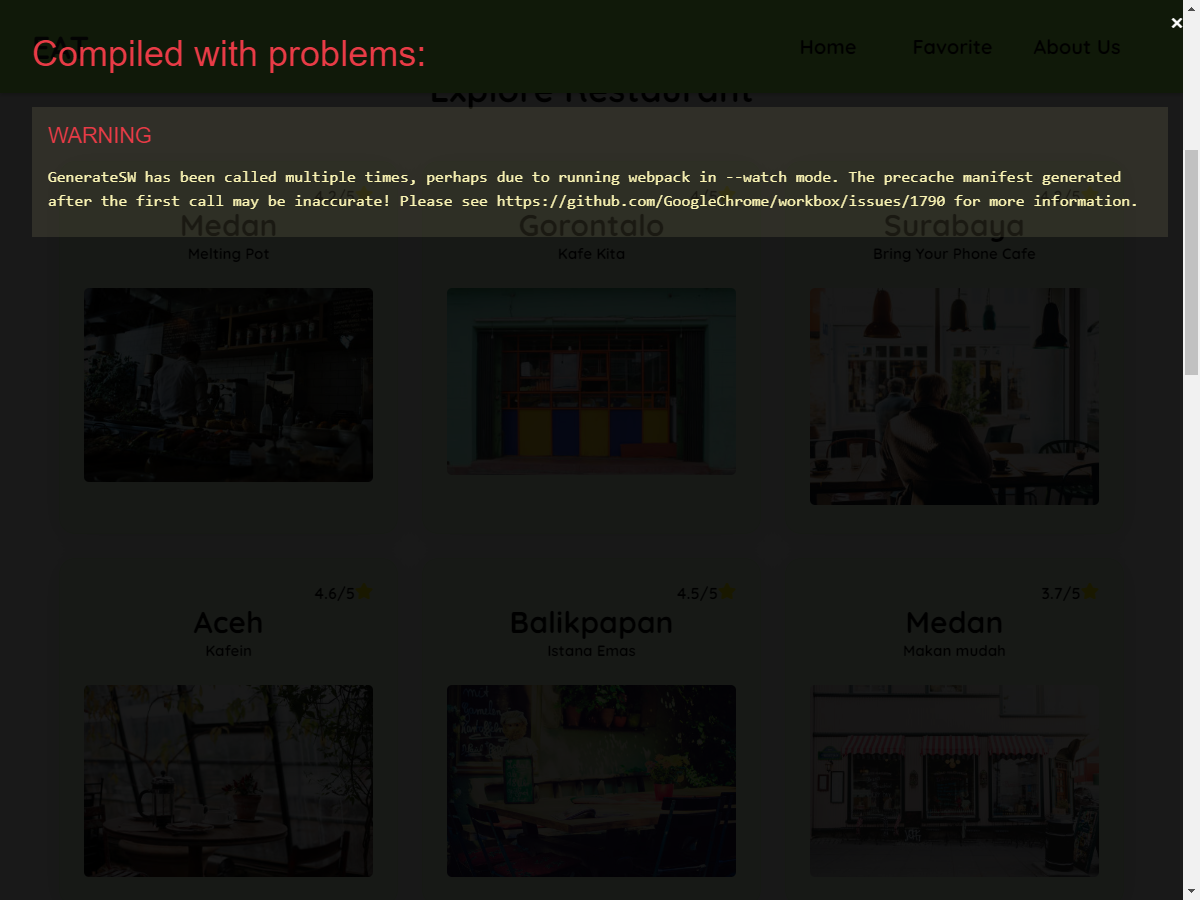 ×
EAT
Compiled with problems:
Home Favorite About Us
Explore Restaurant
WARNING
GenerateSW has been called multiple times, perhaps due to running webpack in --watch mode. The precache manifest generated
after the first call may be inaccurate! Please see https://github.com/GoogleChrome/workbox/issues/1790 for more information.
Medan Gorontalo Surabaya
Melting Pot Kafe Kita Bring Your Phone Cafe
4.6/5 4.5/5 3.7/5
Aceh Balikpapan Medan
Kafein Istana Emas Makan mudah